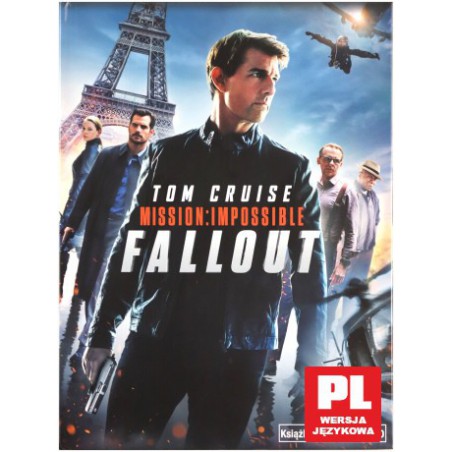 TOM CRUISE
MISSION:IMPOSSIBLE
FALLOUT
PL
WERSJA
JĘZYKOWA